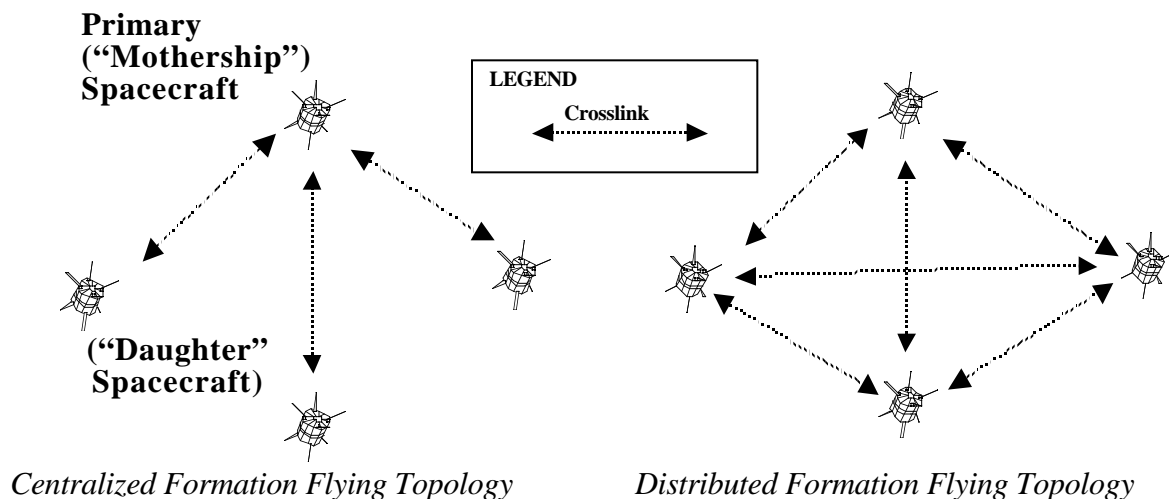 Primary
(“Mothership”)
Spacecraft
LEGEND
Crosslink
(“Daughter”
Spacecraft)
Centralized Formation Flying Topology
Distributed Formation Flying Topology